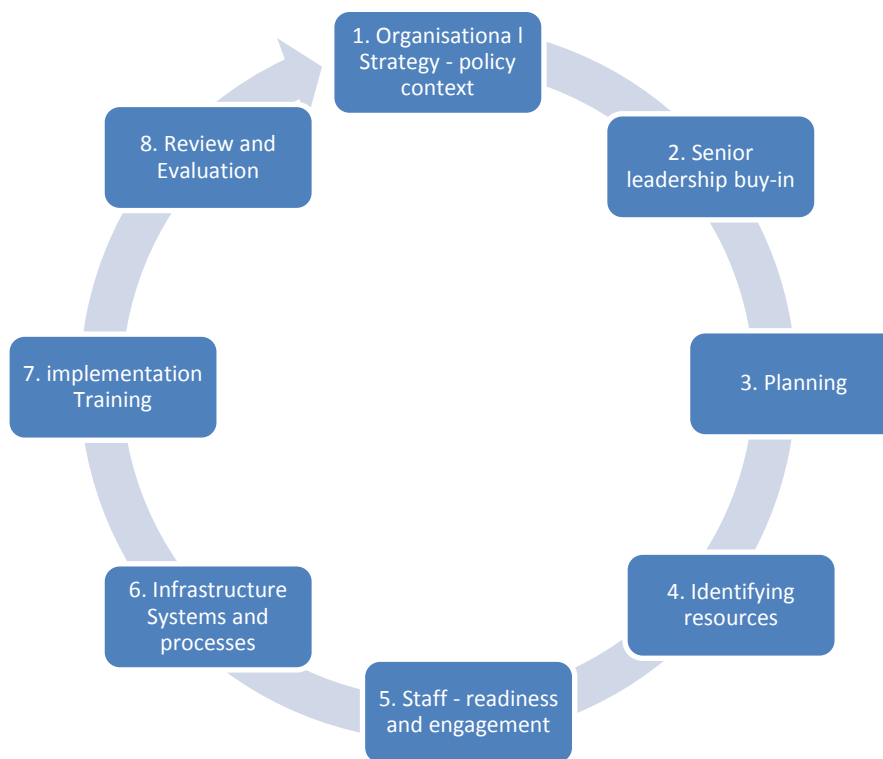 1. Organisationa l
Strategy - policy
context
2. Senior
leadership buy-in
3. Planning
4. Identifying
resources
5. Staff - readiness
and engagement
6. Infrastructure
Systems and
processes
7. implementation
Training
8. Review and
Evaluation